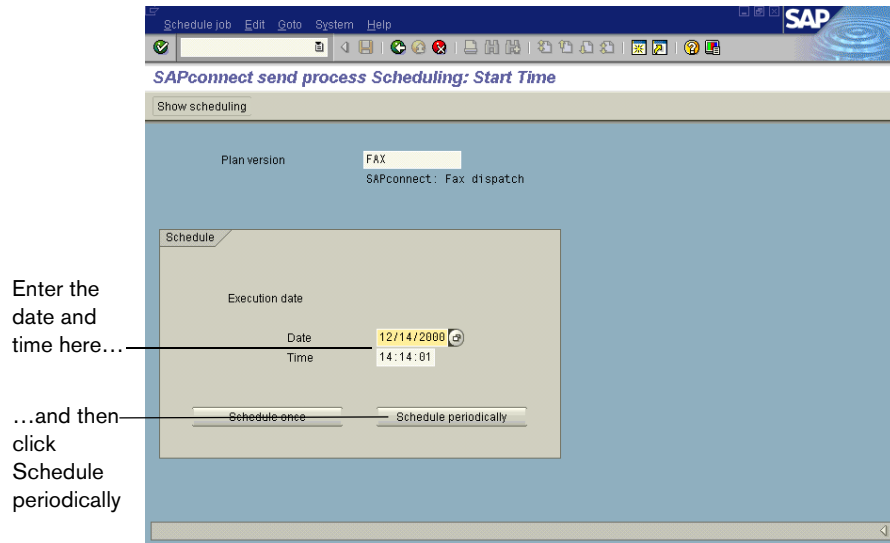 Schedule job Edit Goto System Help
SAP
SAPconnect send process Scheduling: Start Time
Show scheduling
Plan version FAX
SAPconnect: Fax dispatch
Schedule
Execution date
Date 12/14/2000
Time 14:14:01
Schedule once Schedule periodically
Enter the
date and
time here…
…and then
click
Schedule
periodically